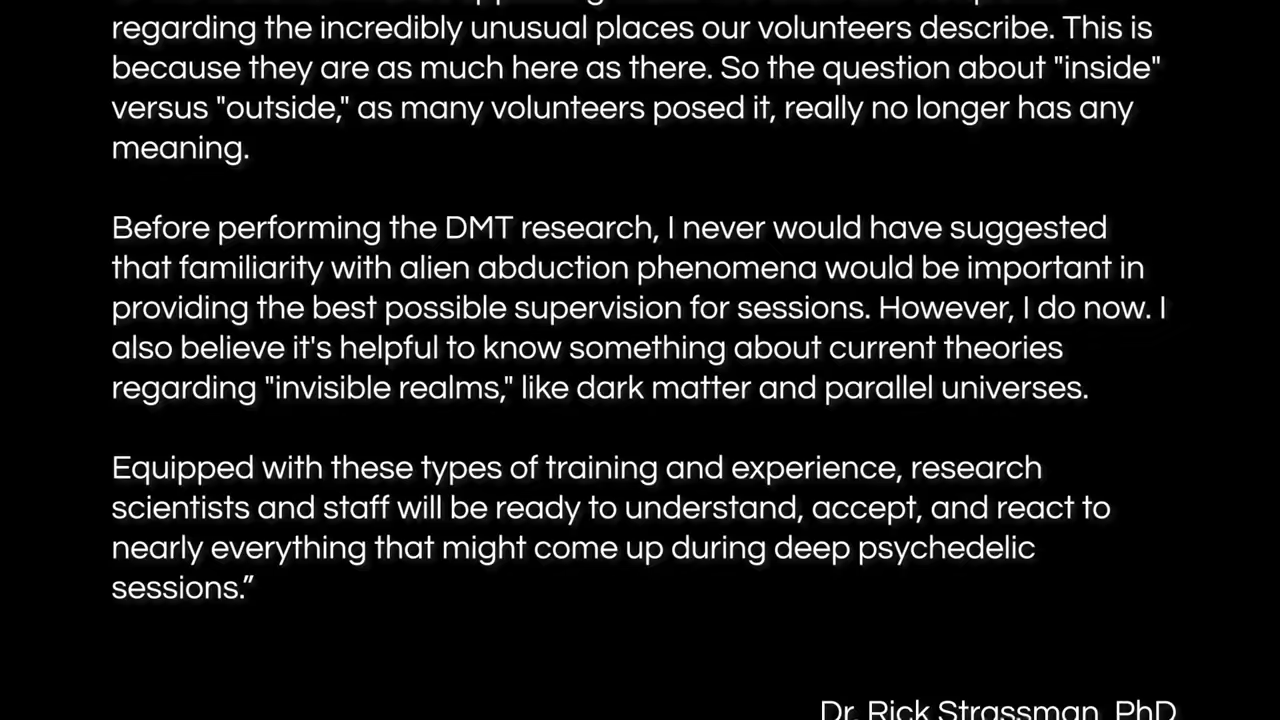 regarding the incredibly unusual places our volunteers describe. This is
because they are as much here as there. So the question about "inside"
versus "outside," as many volunteers posed it, really no longer has any
meaning.
Before performing the DMT research, I never would have suggested
that familiarity with alien abduction phenomena would be important in
providing the best possible supervision for sessions. However, I do now. I
also believe it's helpful to know something about current theories
regarding "invisible realms," like dark matter and parallel universes.
Equipped with these types of training and experience, research
scientists and staff will be ready to understand, accept, and react to
nearly everything that might come up during deep psychedelic
sessions.”
Dr. Rick Strassman, PhD